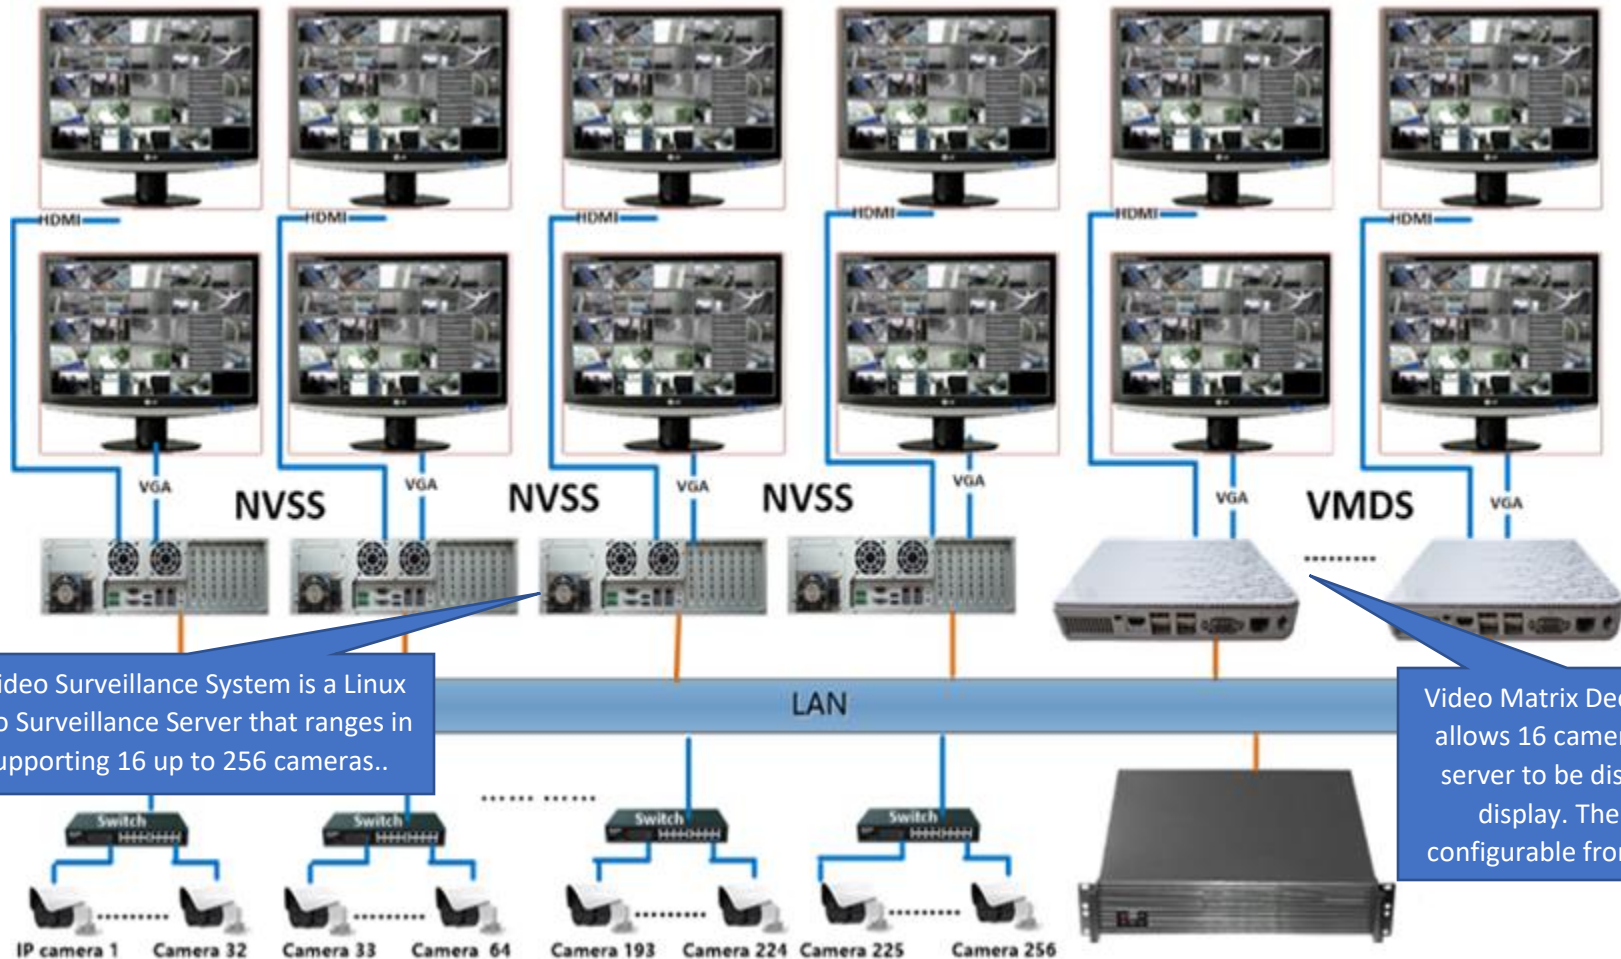 HDMI HDMI HDMI HDMI HDMI HDMI
VGA VGA VGA VGA VGA VGA
NVSS NVSS NVSS VMDS
ideo Surveillance System is a Linux
o Surveillance Server that ranges in
upporting 16 up to 256 cameras..
LAN
Video Matrix Dec
allows 16 camer
server to be dis
display. The
configurable fron
Switch Switch Switch Switch
IP camera 1 Camera 32 Camera 33 Camera 64 Camera 193 Camera 224 Camera 225 Camera 256